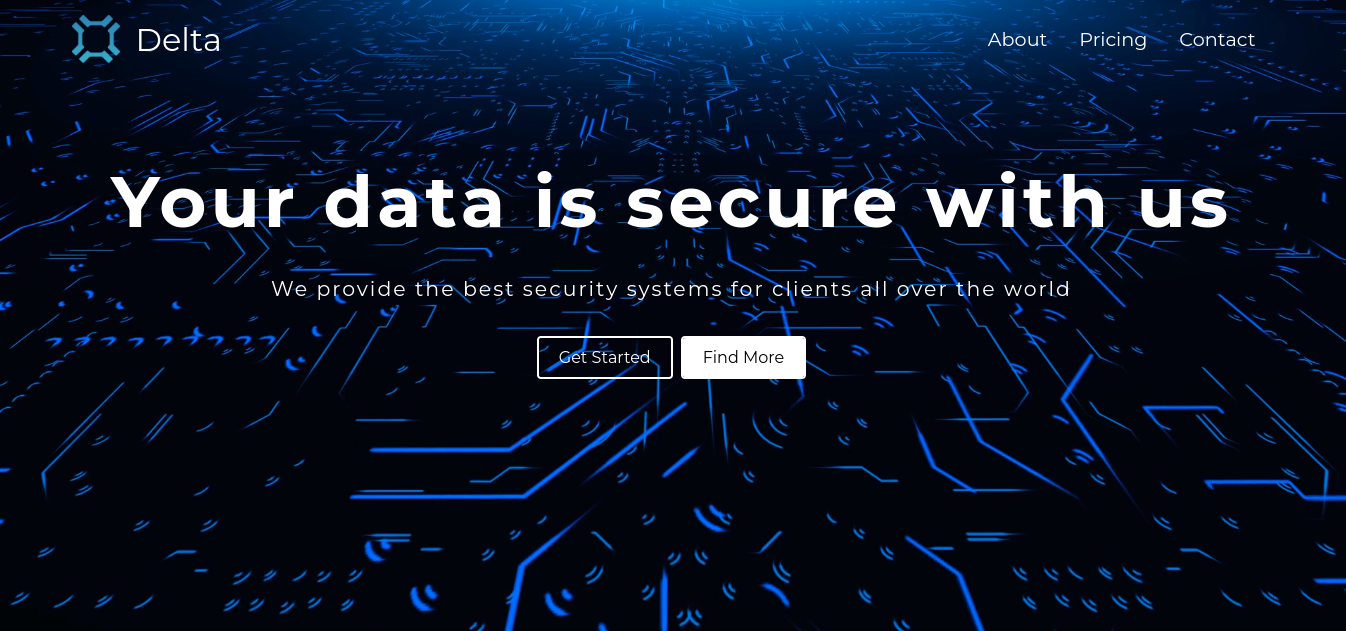 Delta
About Pricing Contact
Your data is secure with us
We provide the best security systems for clients all over the world
Get Started Find More